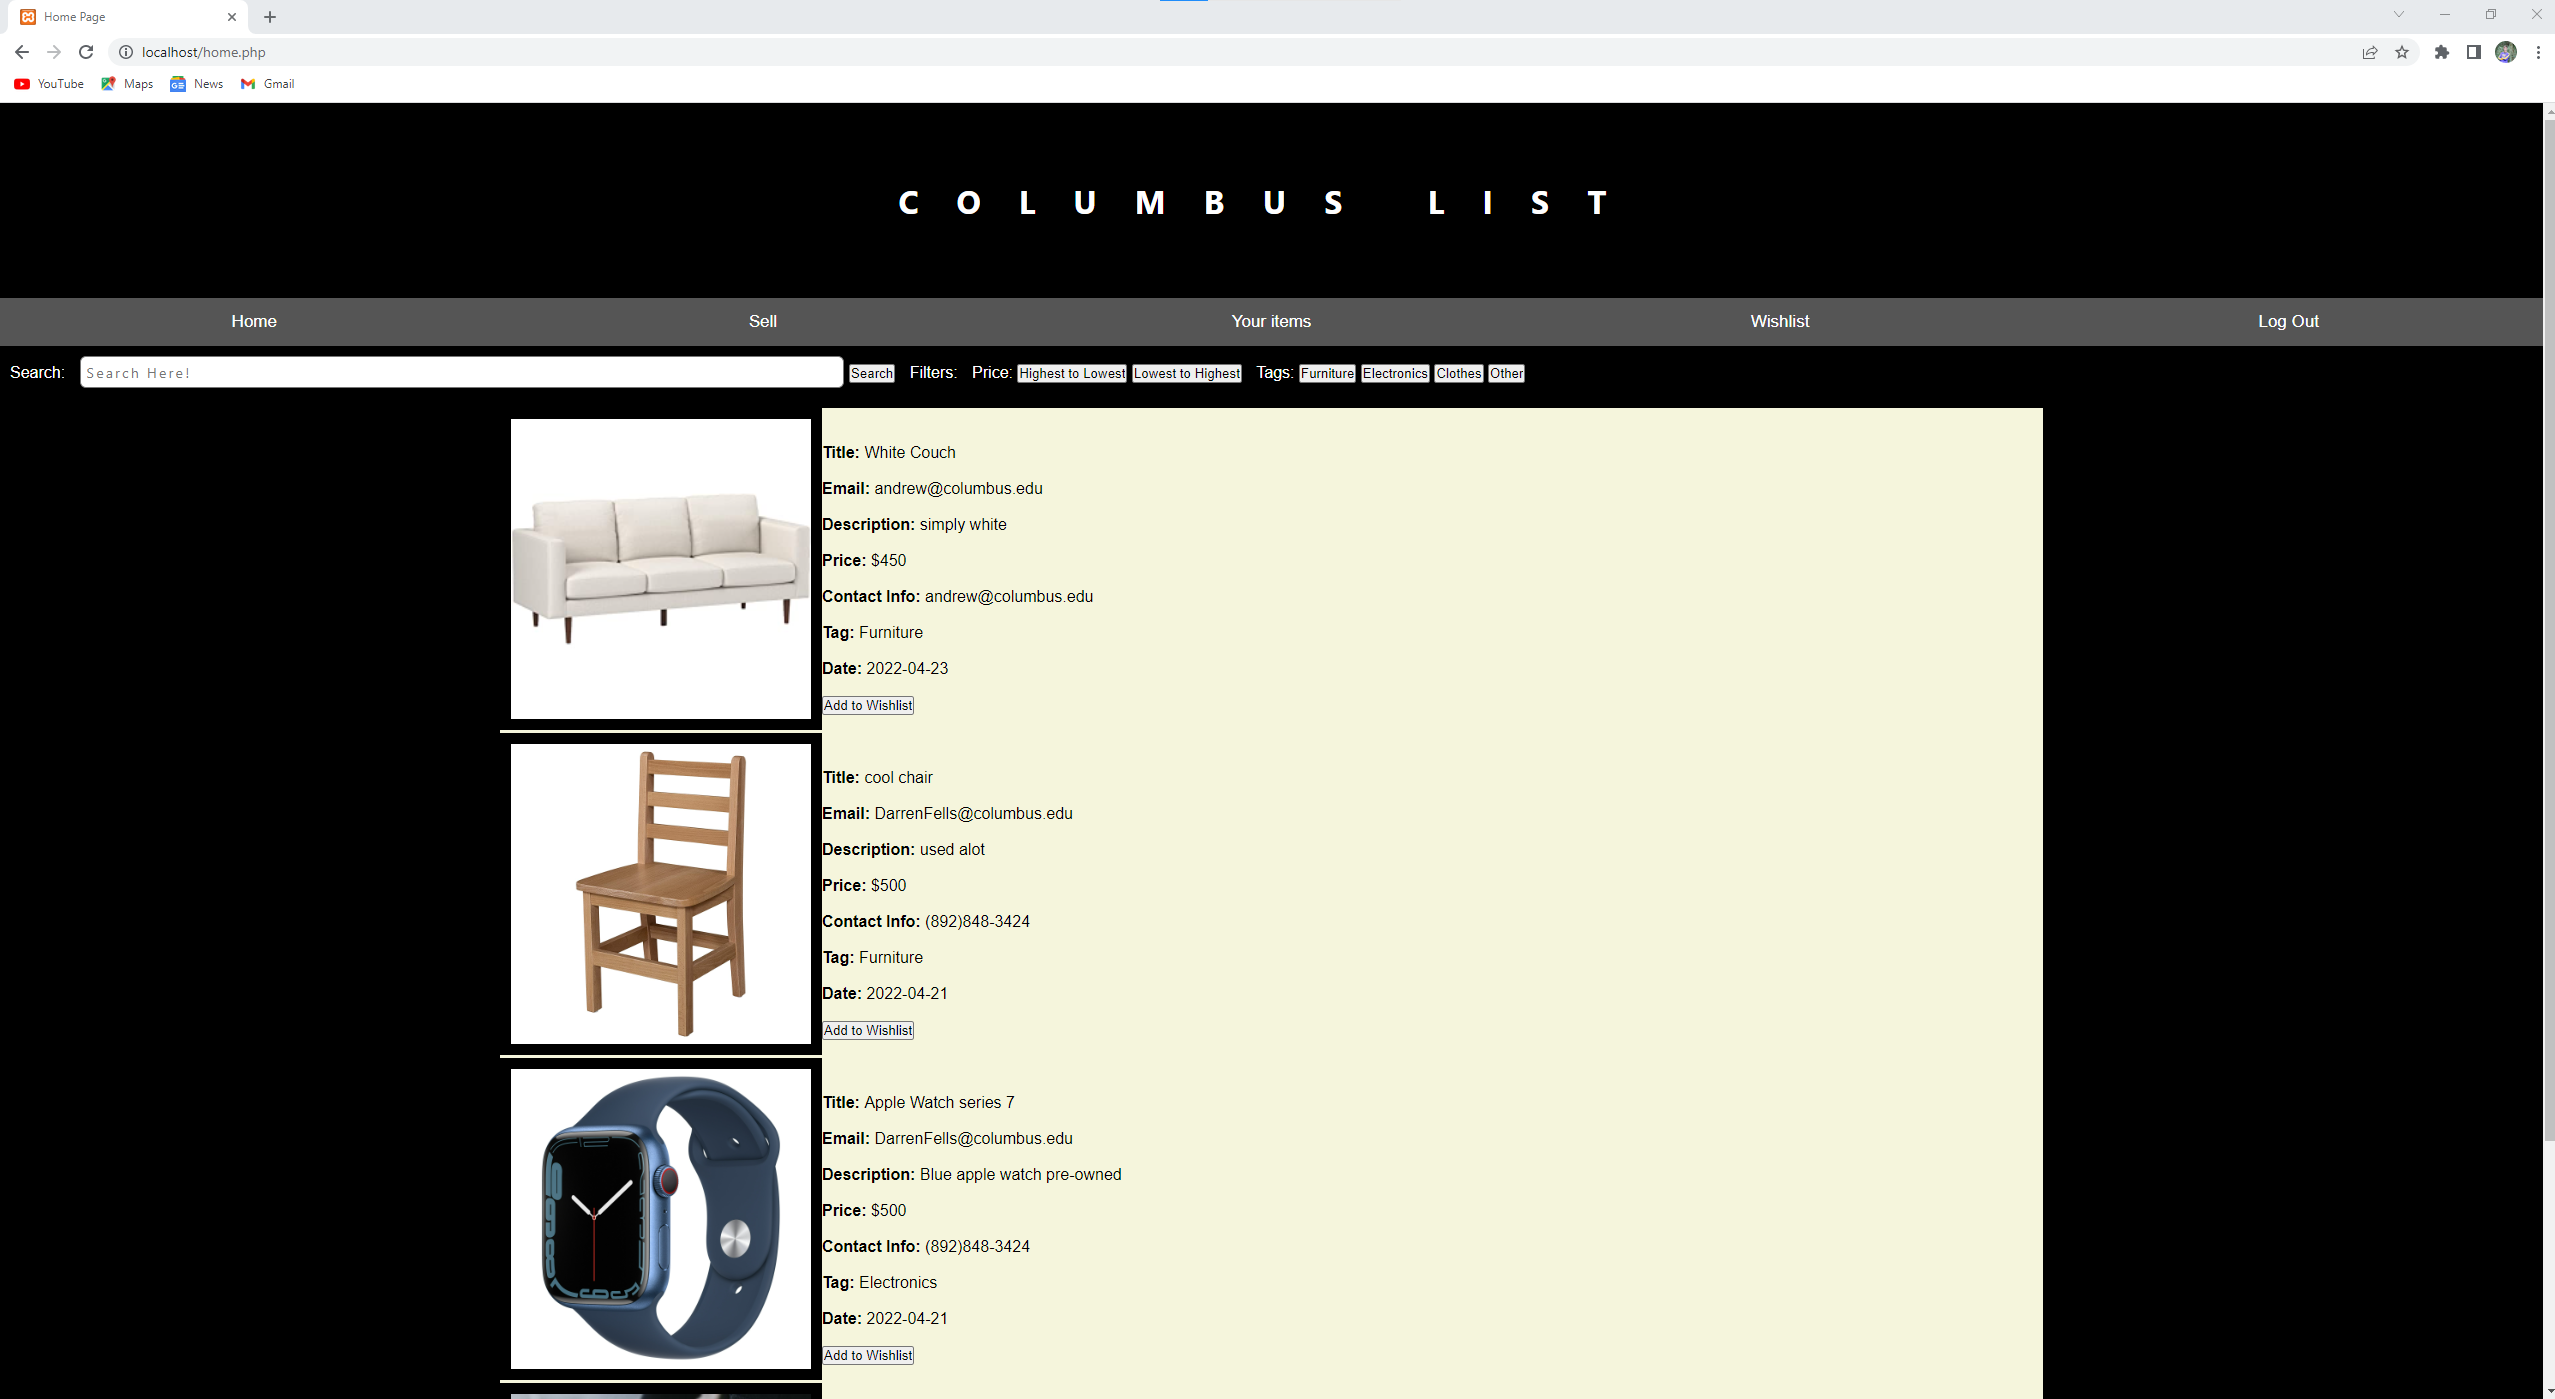 Home Page
localhost/home.php
YouTube Maps News Gmail
COLUMBUS LIST
Home Sell Your items Wishlist Log Out
Search: Search Here! Search Filters: Price: Highest to Lowest Lowest to Highest Tags: Furniture Electronics Clothes Other
Title: White Couch
Email: andrew@columbus.edu
Description: simply white
Price: $450
Contact Info: andrew@columbus.edu
Tag: Furniture
Date: 2022-04-23
Add to Wishlist
Title: cool chair
Email: DarrenFells@columbus.edu
Description: used alot
Price: $500
Contact Info: (892)848-3424
Tag: Furniture
Date: 2022-04-21
Add to Wishlist
Title: Apple Watch series 7
Email: DarrenFells@columbus.edu
Description: Blue apple watch pre-owned
Price: $500
Contact Info: (892)848-3424
Tag: Electronics
Date: 2022-04-21
Add to Wishlist